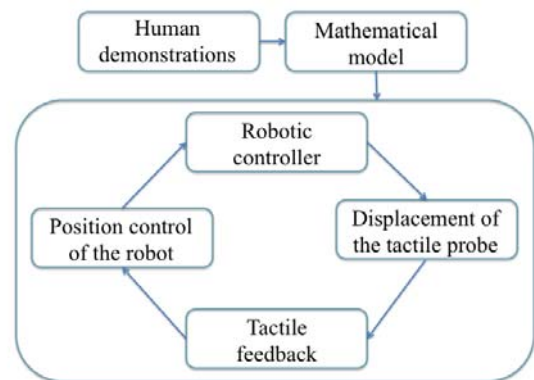 Human
demonstrations
Mathematical
model
Robotic
controller
Position control
of the robot
Displacement of
the tactile probe
Tactile
feedback